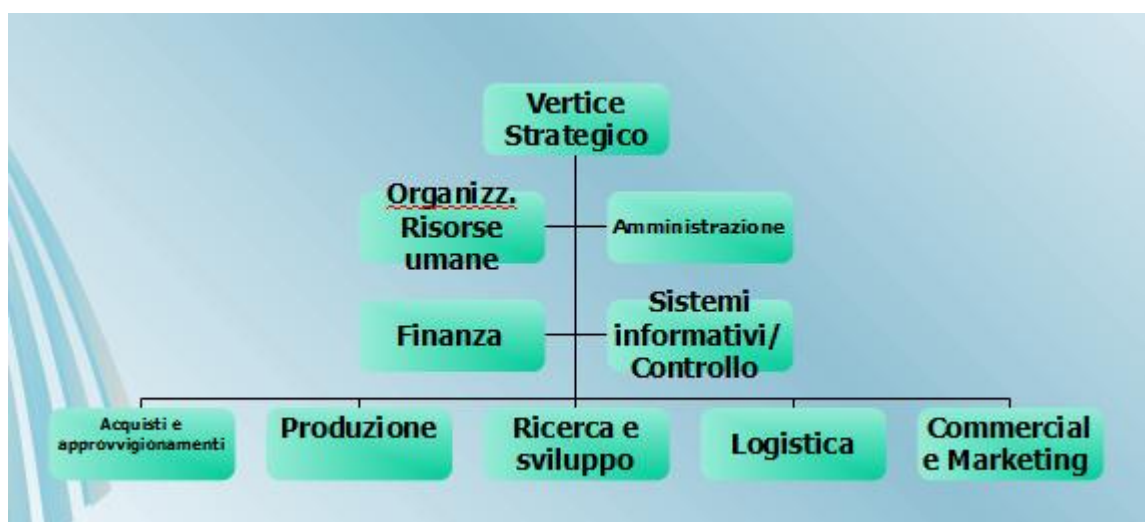 Vertice
Strategico
Organizz.
Risorse
umane
Amministrazione
Finanza
Sistemi
informativi/
Controllo
Acquisti e
approvvigionamenti
Produzione
Ricerca e
sviluppo
Logistica
Commercial
e Marketing